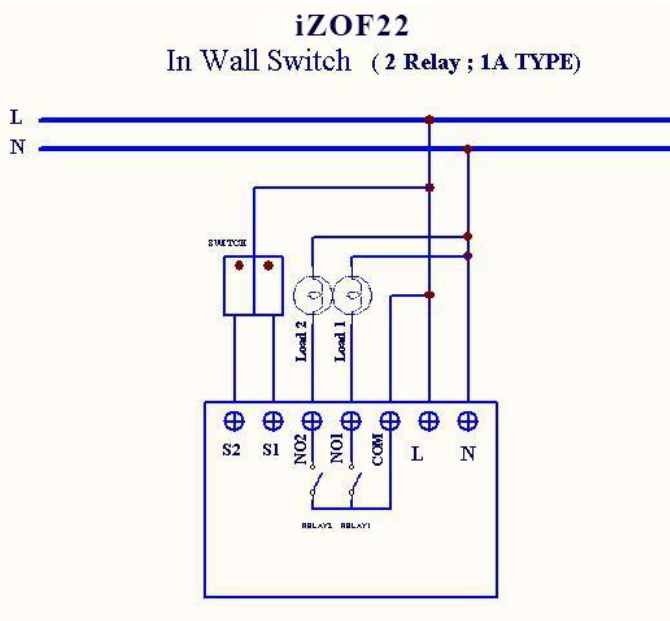 iZOF22
In Wall Switch ( 2 Relay ; 1A TYPE)
L
N
SWITCH
Load 2
Load 1
S2
S1
NO2
NO1
COM
L
N
RELAY2
RELAY1